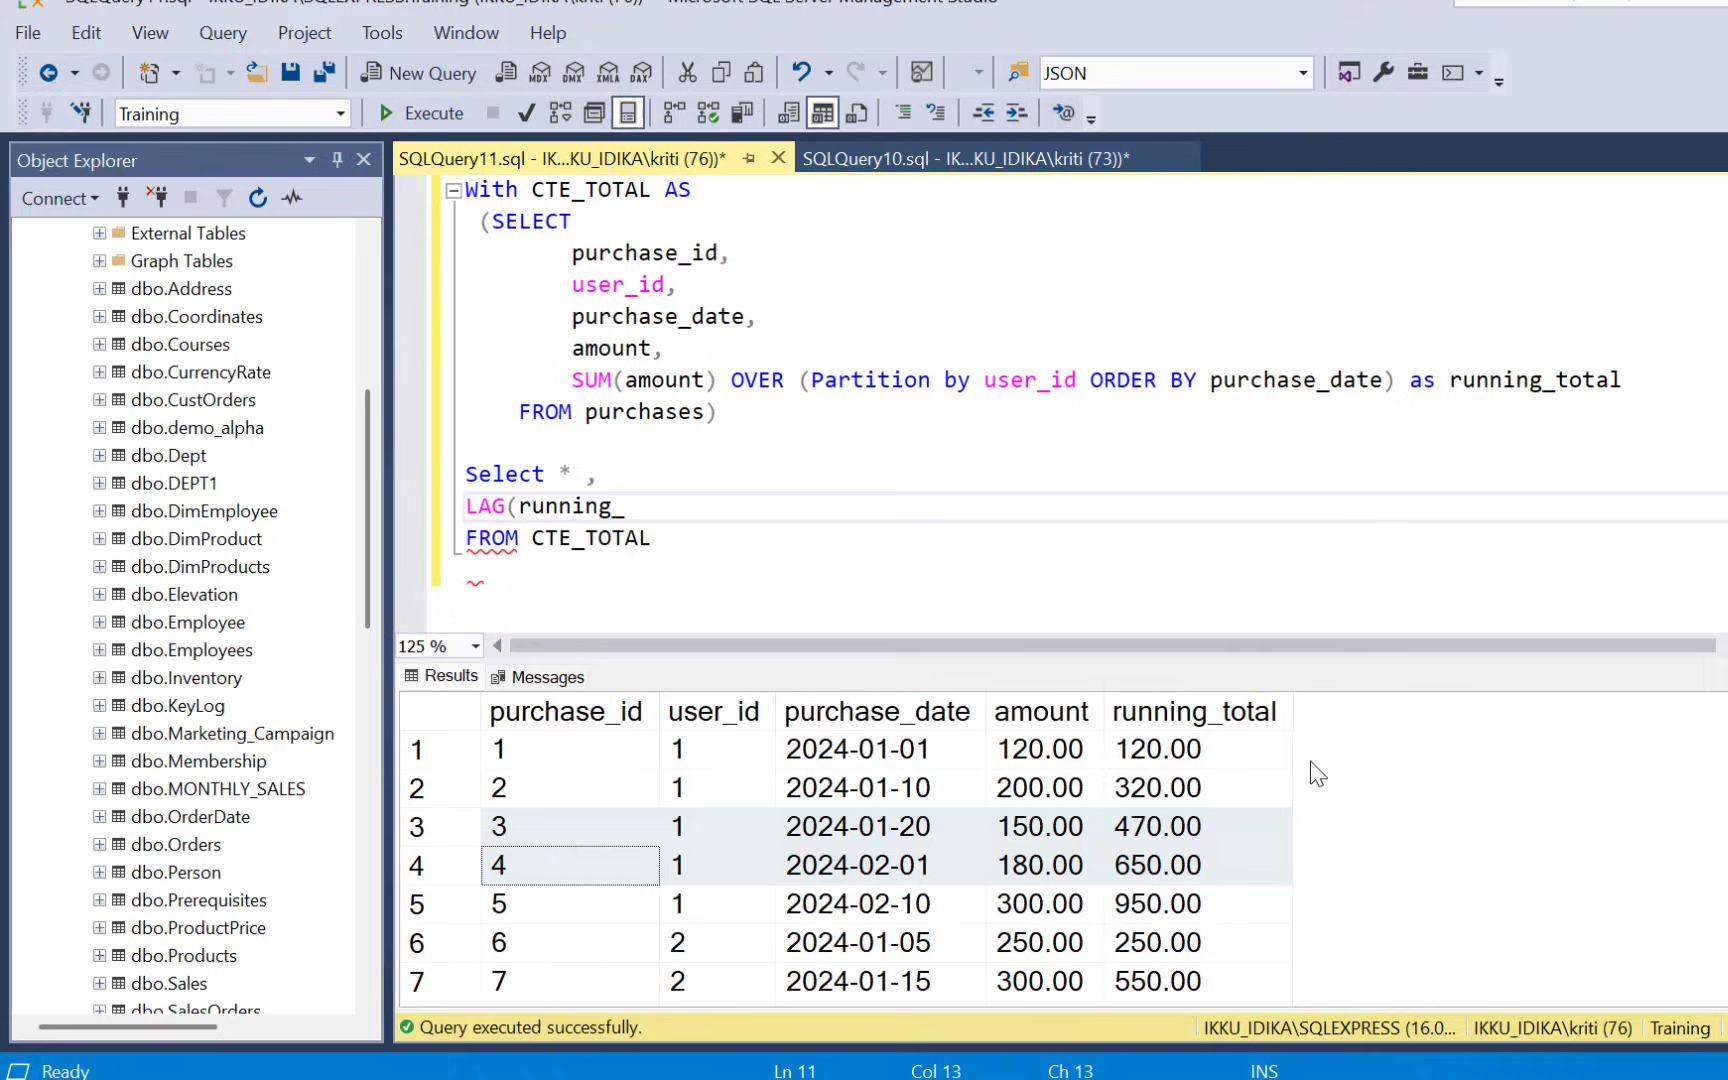 File Edit View Query Project Tools Window Help
New Query MDX DMX XMLA DAX JSON
Training Execute
Object Explorer
SQLQuery11.sql - IK...KU_IDIKA\kriti (76))*
SQLQuery10.sql - IK...KU_IDIKA\kriti (73))*
Connect
External Tables
Graph Tables
dbo.Address
dbo.Coordinates
dbo.Courses
dbo.CurrencyRate
dbo.CustOrders
dbo.demo_alpha
dbo.Dept
dbo.DEPT1
dbo.DimEmployee
dbo.DimProduct
dbo.DimProducts
dbo.Elevation
dbo.Employee
dbo.Employees
dbo.Inventory
dbo.KeyLog
dbo.Marketing_Campaign
dbo.Membership
dbo.MONTHLY_SALES
dbo.OrderDate
dbo.Orders
dbo.Person
dbo.Prerequisites
dbo.ProductPrice
dbo.Products
dbo.Sales
dbo.SalesOrders
With CTE_TOTAL AS
(SELECT
purchase_id,
user_id,
purchase_date,
amount,
SUM(amount) OVER (Partition by user_id ORDER BY purchase_date) as running_total
FROM purchases)
Select * ,
LAG(running_
FROM CTE_TOTAL
125 %
Results Messages
purchase_id user_id purchase_date amount running_total
1 1 1 2024-01-01 120.00 120.00
2 2 1 2024-01-10 200.00 320.00
3 3 1 2024-01-20 150.00 470.00
4 4 1 2024-02-01 180.00 650.00
5 5 1 2024-02-10 300.00 950.00
6 6 2 2024-01-05 250.00 250.00
7 7 2 2024-01-15 300.00 550.00
Query executed successfully. IKKU_IDIKA\SQLEXPRESS (16.0... IKKU_IDIKA\kriti (76) Training
Ready Ln 11 Col 13 Ch 13 INS